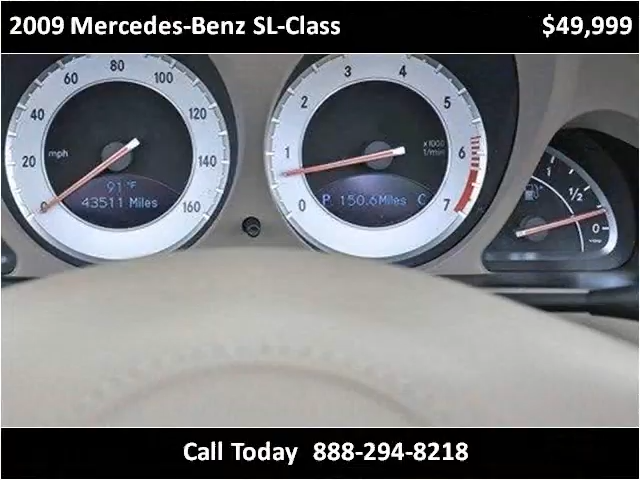 2009 Mercedes-Benz SL-Class $49,999
0 20 40 60 80 100 120 140 160
mph
91°F
43511 Miles
0 1 2 3 4 5 6 7
x1000
1/min
P 150.6Miles C
1 1/2 0
Call Today 888-294-8218